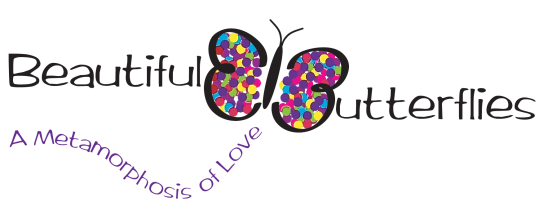 Beautiful Butterflies
A Metamorphosis of Love